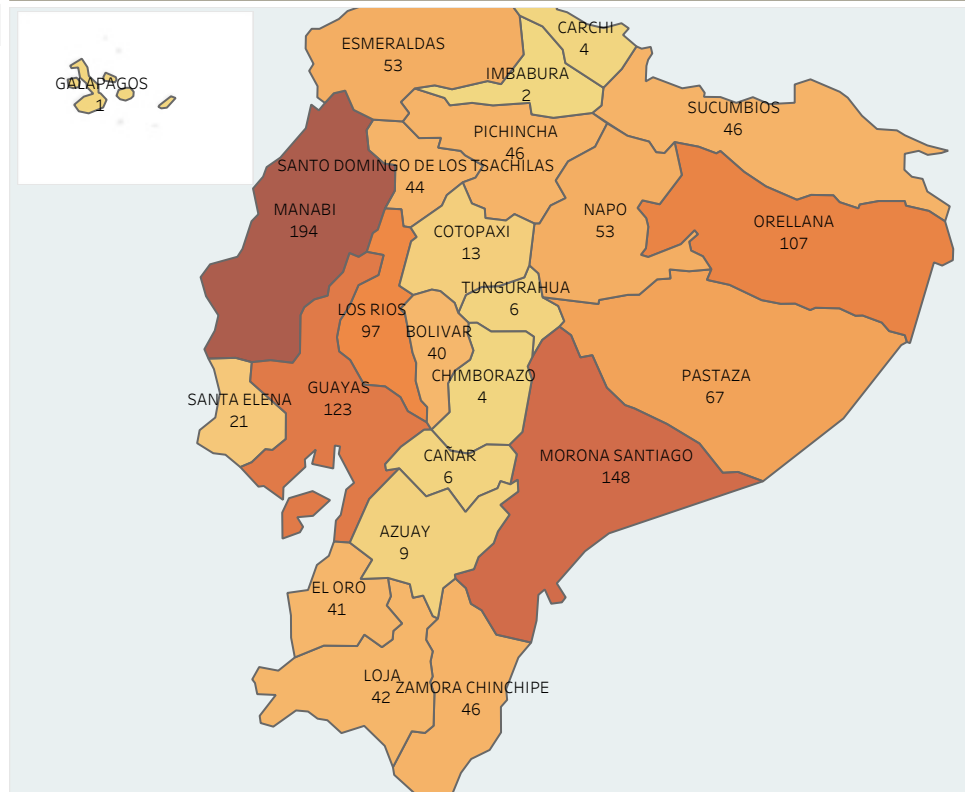 CARCHI
4
ESMERALDAS
53
IMBABURA
2
GALAPAGOS
1
SUCUMBIOS
46
PICHINCHA
46
SANTO DOMINGO DE LOS TSACHILAS
44
MANABI
194
NAPO
53
ORELLANA
107
COTOPAXI
13
TUNGURAHUA
6
LOS RIOS
97
BOLIVAR
40
CHIMBORAZO
4
PASTAZA
67
GUAYAS
123
SANTA ELENA
21
CAÑAR
6
MORONA SANTIAGO
148
AZUAY
9
EL ORO
41
LOJA
42
ZAMORA CHINCHIPE
46